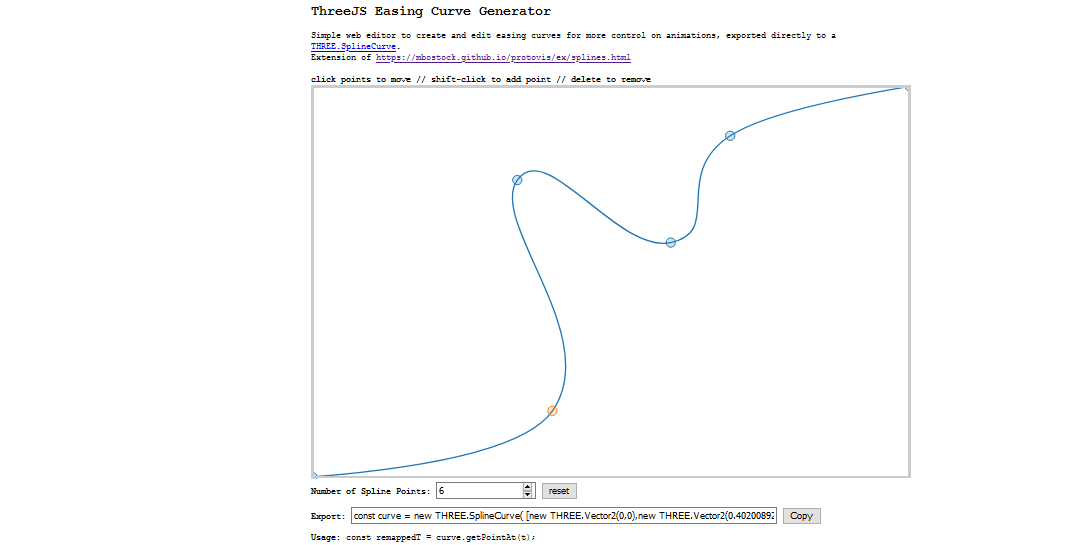 ThreeJS Easing Curve Generator
Simple web editor to create and edit easing curves for more control on animations, exported directly to a
THREE.SplineCurve.
Extension of https://mbostock.github.io/protovis/ex/splines.html
click points to move // shift-click to add point // delete to remove
Number of Spline Points: 6 reset
Export: const curve = new THREE.SplineCurve( [new THREE.Vector2(0,0),new THREE.Vector2(0.40200892 Copy
Usage: const remappedT = curve.getPointAt(t);